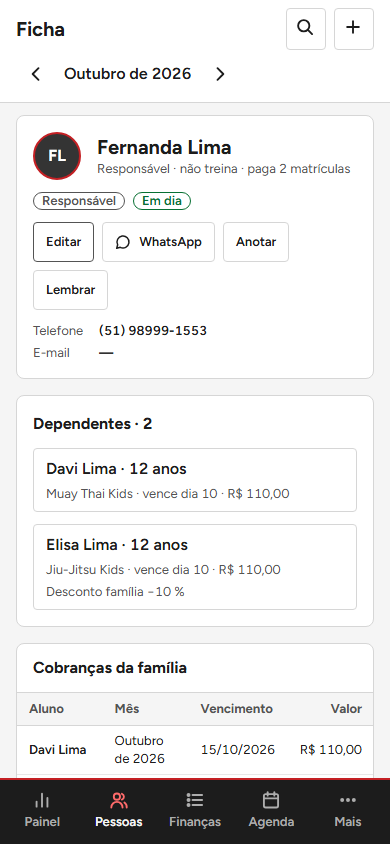 Ficha
Outubro de 2026
FL
Fernanda Lima
Responsável · não treina · paga 2 matrículas
Responsável
Em dia
Editar
WhatsApp
Anotar
Lembrar
Telefone (51) 98999-1553
E-mail —
Dependentes · 2
Davi Lima · 12 anos
Muay Thai Kids · vence dia 10 · R$ 110,00
Elisa Lima · 12 anos
Jiu-Jitsu Kids · vence dia 10 · R$ 110,00
Desconto família −10 %
Cobranças da família
Aluno Mês Vencimento Valor
Davi Lima Outubro de 2026 15/10/2026 R$ 110,00
Painel Pessoas Finanças Agenda Mais